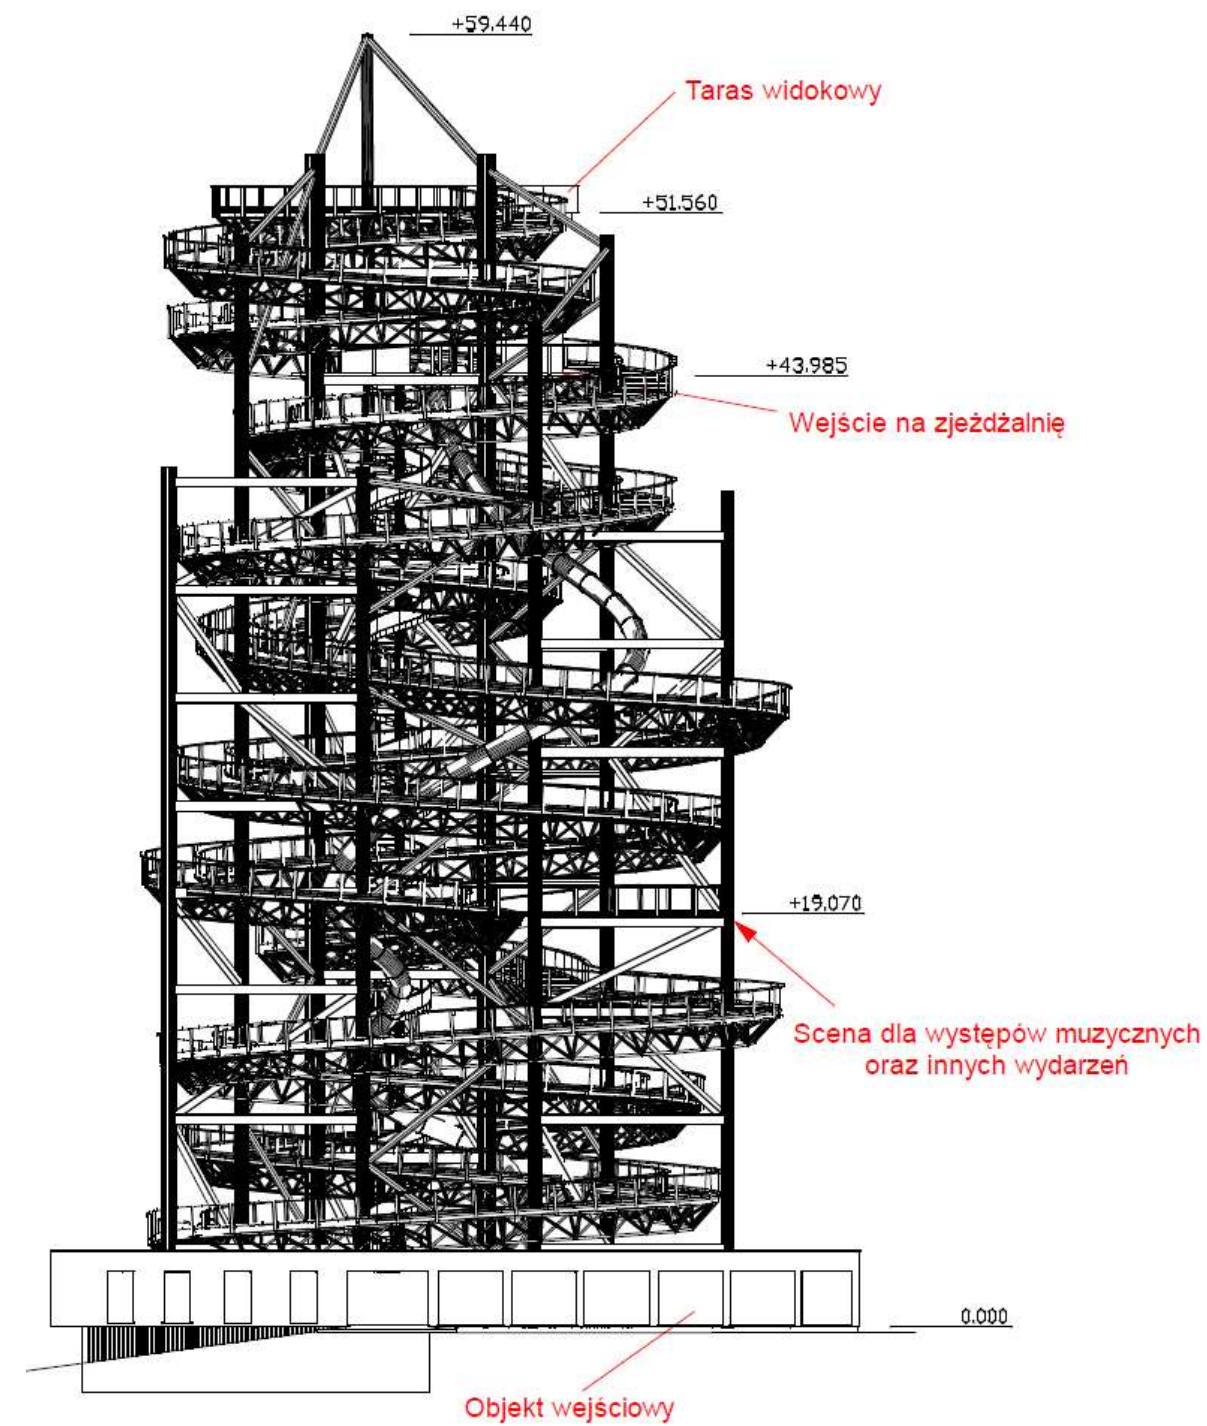 +59.440
Taras widokowy
+51.560
+43.985
Wejście na zjeżdżalnię
+19.070
Scena dla występów muzycznych
oraz innych wydarzeń
0.000
Objekt wejściowy